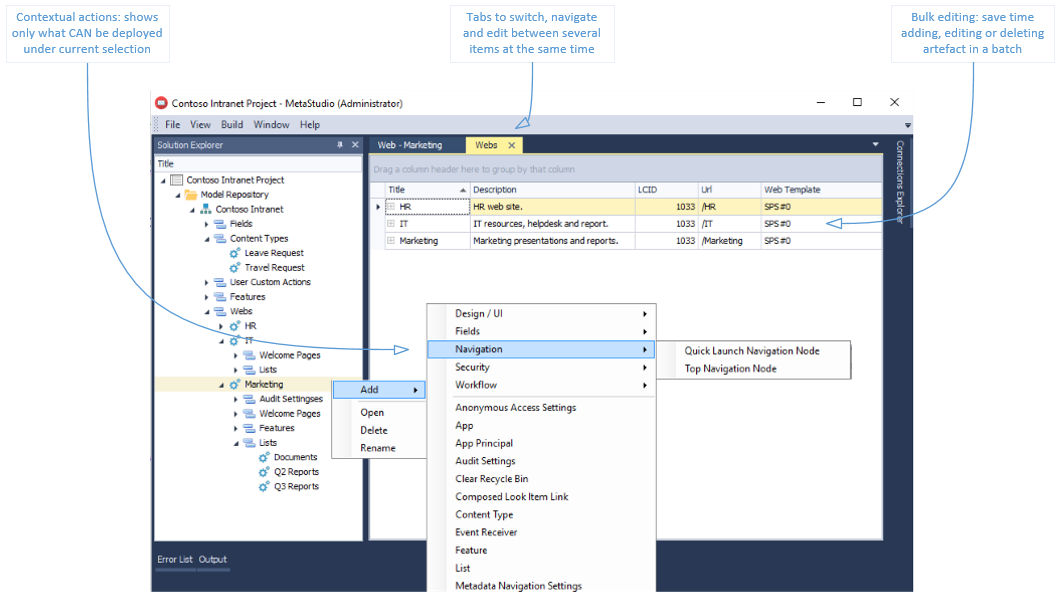 Contextual actions: shows
only what CAN be deployed
under current selection
Tabs to switch, navigate
and edit between several
items at the same time
Bulk editing: save time
adding, editing or deleting
artefact in a batch
Contoso Intranet Project - MetaStudio (Administrator)
File View Build Window Help
Solution Explorer
Title
Contoso Intranet Project
Model Repository
Contoso Intranet
Fields
Content Types
Leave Request
Travel Request
User Custom Actions
Features
Webs
HR
IT
Welcome Pages
Lists
Marketing
Audit Settingses
Welcome Pages
Features
Lists
Documents
Q2 Reports
Q3 Reports
Error List Output
Web - Marketing Webs
Drag a column header here to group by that column
Title Description LCID Url Web Template
HR HR web site. 1033 /HR SPS#0
IT IT resources, helpdesk and report. 1033 /IT SPS#0
Marketing Marketing presentations and reports. 1033 /Marketing SPS#0
Connections Explorer
Add
Open
Delete
Rename
Design / UI
Fields
Navigation
Security
Workflow
Anonymous Access Settings
App
App Principal
Audit Settings
Clear Recycle Bin
Composed Look Item Link
Content Type
Event Receiver
Feature
List
Metadata Navigation Settings
Quick Launch Navigation Node
Top Navigation Node